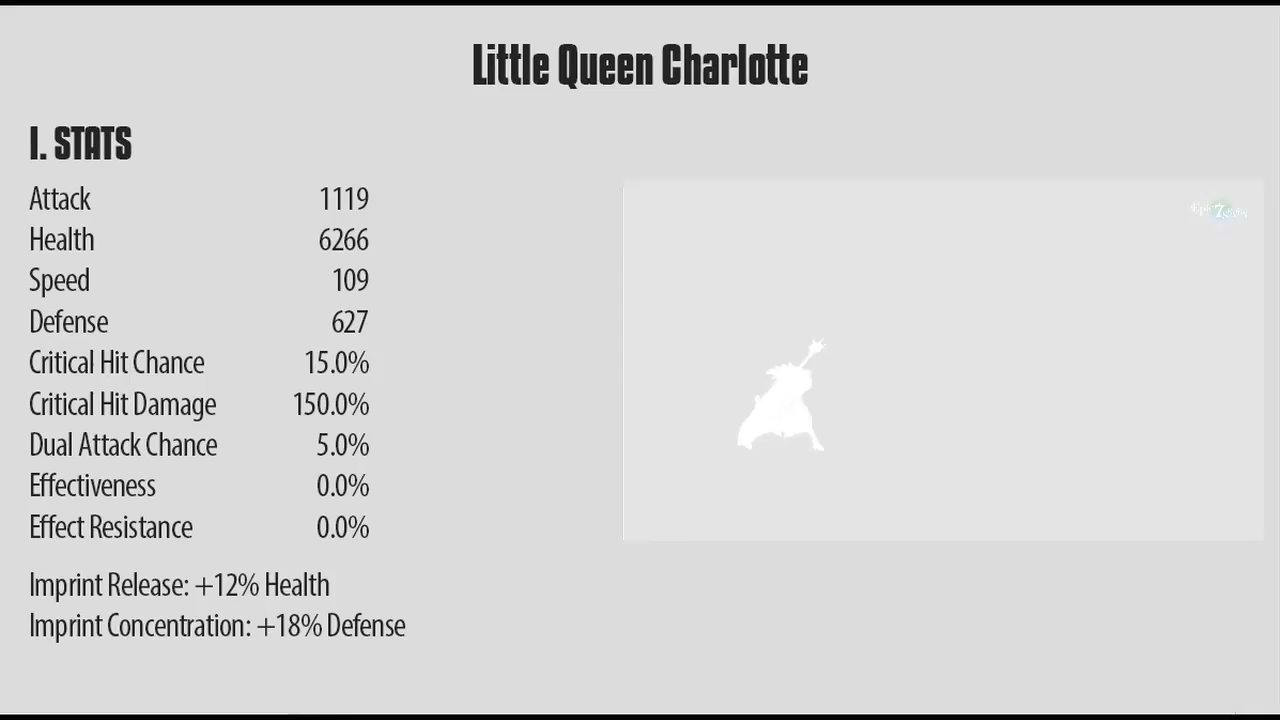 Little Queen Charlotte
I. STATS
Attack 1119
Health 6266
Speed 109
Defense 627
Critical Hit Chance 15.0%
Critical Hit Damage 150.0%
Dual Attack Chance 5.0%
Effectiveness 0.0%
Effect Resistance 0.0%
Imprint Release: +12% Health
Imprint Concentration: +18% Defense